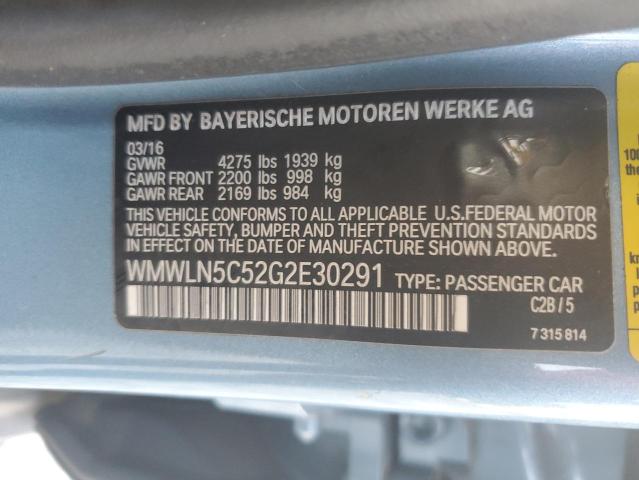 MFD BY BAYERISCHE MOTOREN WERKE AG
03/16
GVWR 4275 lbs 1939 kg
GAWR FRONT 2200 lbs 998 kg
GAWR REAR 2169 lbs 984 kg
THIS VEHICLE CONFORMS TO ALL APPLICABLE U.S.FEDERAL MOTOR
VEHICLE SAFETY, BUMPER AND THEFT PREVENTION STANDARDS
IN EFFECT ON THE DATE OF MANUFACTURE SHOWN ABOVE.
WMWLN5C52G2E30291 TYPE: PASSENGER CAR
C2B / 5
7 315 814
100
the